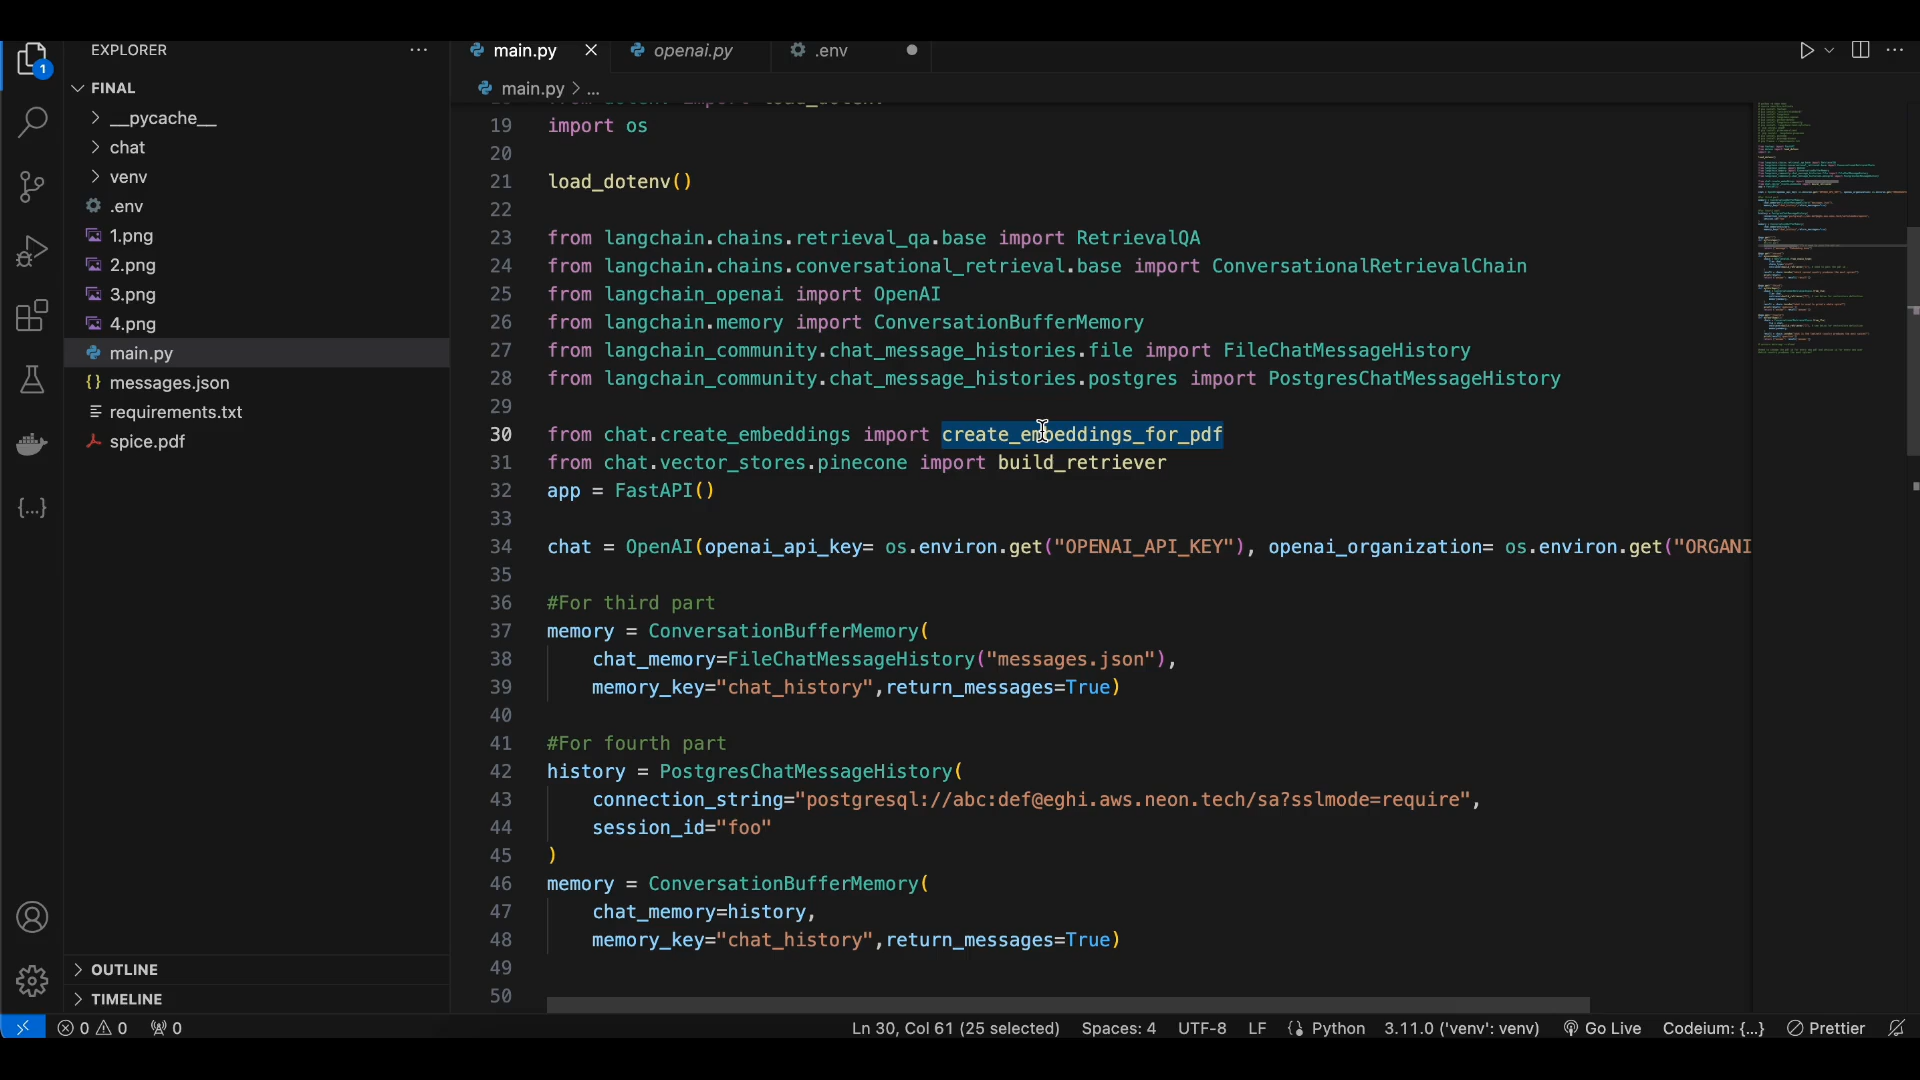 EXPLORER
main.py
openai.py
.env
1
FINAL
main.py > ...
__pycache__
chat
venv
.env
1.png
2.png
3.png
4.png
main.py
messages.json
requirements.txt
spice.pdf
19 import os
20
21 load_dotenv()
22
23 from langchain.chains.retrieval_qa.base import RetrievalQA
24 from langchain.chains.conversational_retrieval.base import ConversationalRetrievalChain
25 from langchain_openai import OpenAI
26 from langchain.memory import ConversationBufferMemory
27 from langchain_community.chat_message_histories.file import FileChatMessageHistory
28 from langchain_community.chat_message_histories.postgres import PostgresChatMessageHistory
29
30 from chat.create_embeddings import create_embeddings_for_pdf
31 from chat.vector_stores.pinecone import build_retriever
32 app = FastAPI()
33
34 chat = OpenAI(openai_api_key= os.environ.get("OPENAI_API_KEY"), openai_organization= os.environ.get("ORGANI
35
36 #For third part
37 memory = ConversationBufferMemory(
38 chat_memory=FileChatMessageHistory("messages.json"),
39 memory_key="chat_history",return_messages=True)
40
41 #For fourth part
42 history = PostgresChatMessageHistory(
43 connection_string="postgresql://abc:def@eghi.aws.neon.tech/sa?sslmode=require",
44 session_id="foo"
45 )
46 memory = ConversationBufferMemory(
47 chat_memory=history,
48 memory_key="chat_history",return_messages=True)
49
50
OUTLINE
TIMELINE
0 0 0 Ln 30, Col 61 (25 selected) Spaces: 4 UTF-8 LF Python 3.11.0 ('venv': venv) Go Live Codeium: {...} Prettier